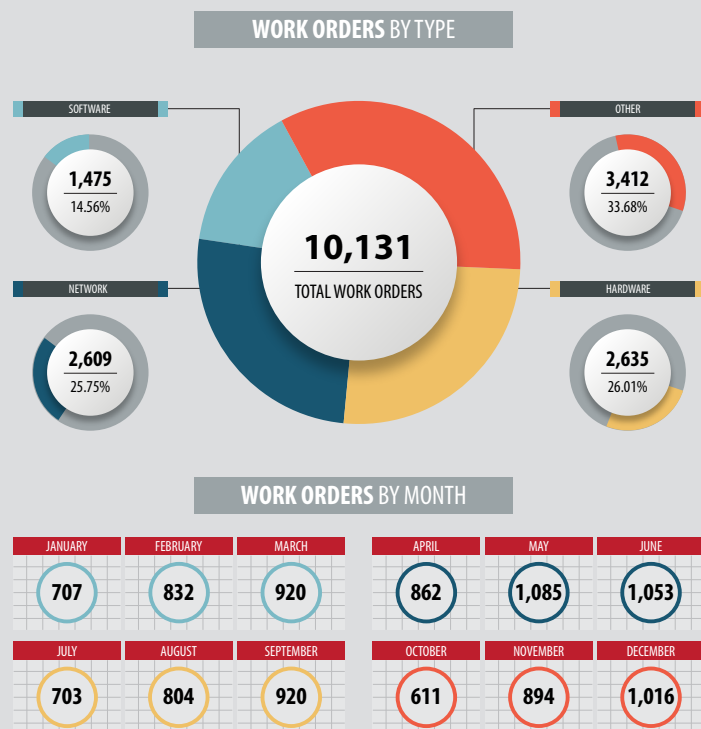 WORK ORDERS BY TYPE
SOFTWARE
1,475
14.56%
OTHER
3,412
33.68%
10,131
TOTAL WORK ORDERS
NETWORK
2,609
25.75%
HARDWARE
2,635
26.01%
WORK ORDERS BY MONTH
JANUARY FEBRUARY MARCH APRIL MAY JUNE
707 832 920 862 1,085 1,053
JULY AUGUST SEPTEMBER OCTOBER NOVEMBER DECEMBER
703 804 920 611 894 1,016